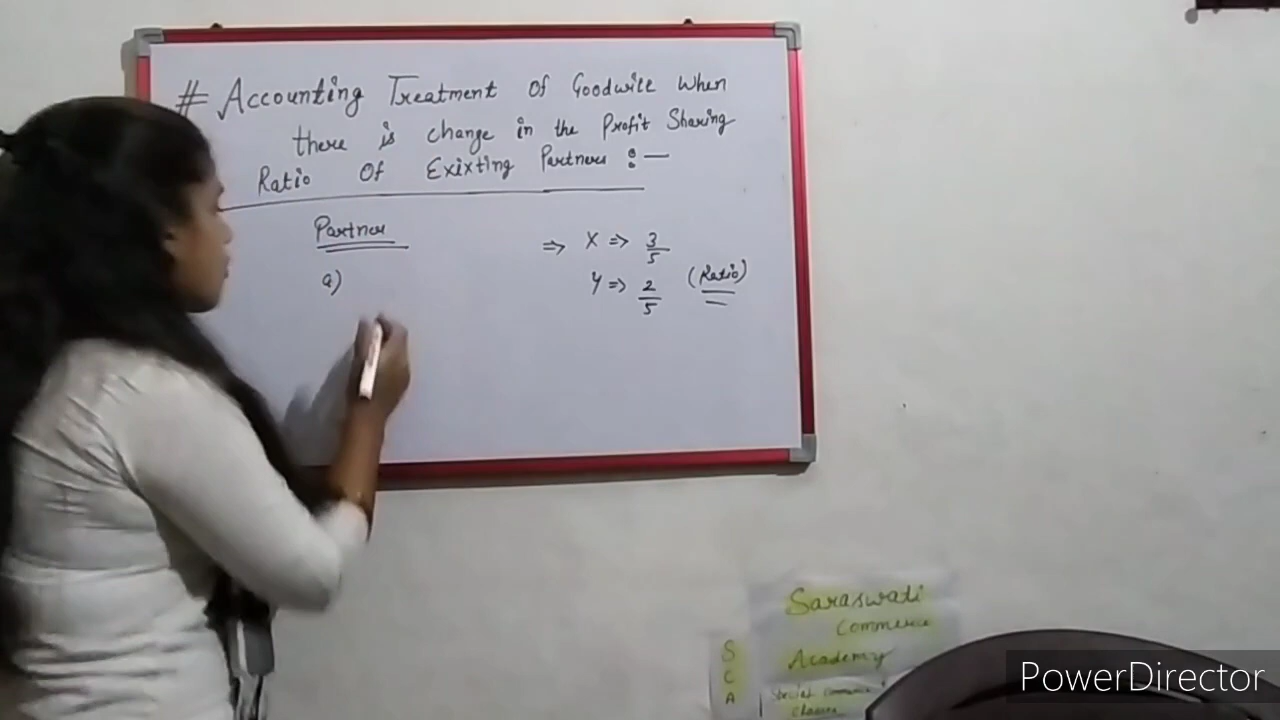 # Accounting Treatment Of Goodwill When
there is change in the Profit Sharing
Ratio Of Exixting Partners :—
Partner
a)
⇒ X ⇒ 3/5
Y ⇒ 2/5 (Ratio)
Saraswati
Commerce
Academy
S
C
A
Classes
PowerDirector